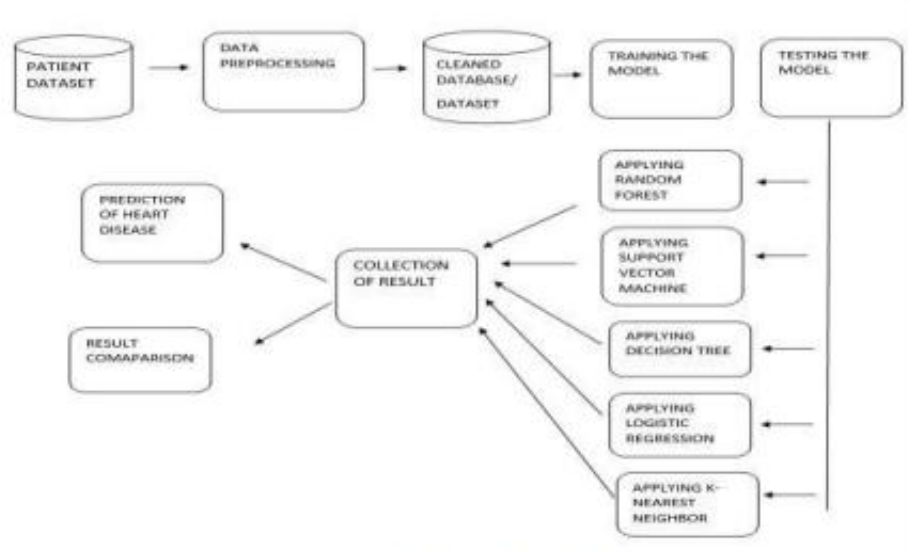 PATIENT
DATASET
DATA
PREPROCESSING
CLEANED
DATABASE/
DATASET
TRAINING THE
MODEL
TESTING THE
MODEL
APPLYING
RANDOM
FOREST
APPLYING
SUPPORT
VECTOR
MACHINE
APPLYING
DECISION TREE
APPLYING
LOGISTIC
REGRESSION
APPLYING K-
NEAREST
NEIGHBOR
COLLECTION
OF RESULT
PREDICTION
OF HEART
DISEASE
RESULT
COMAPARISON